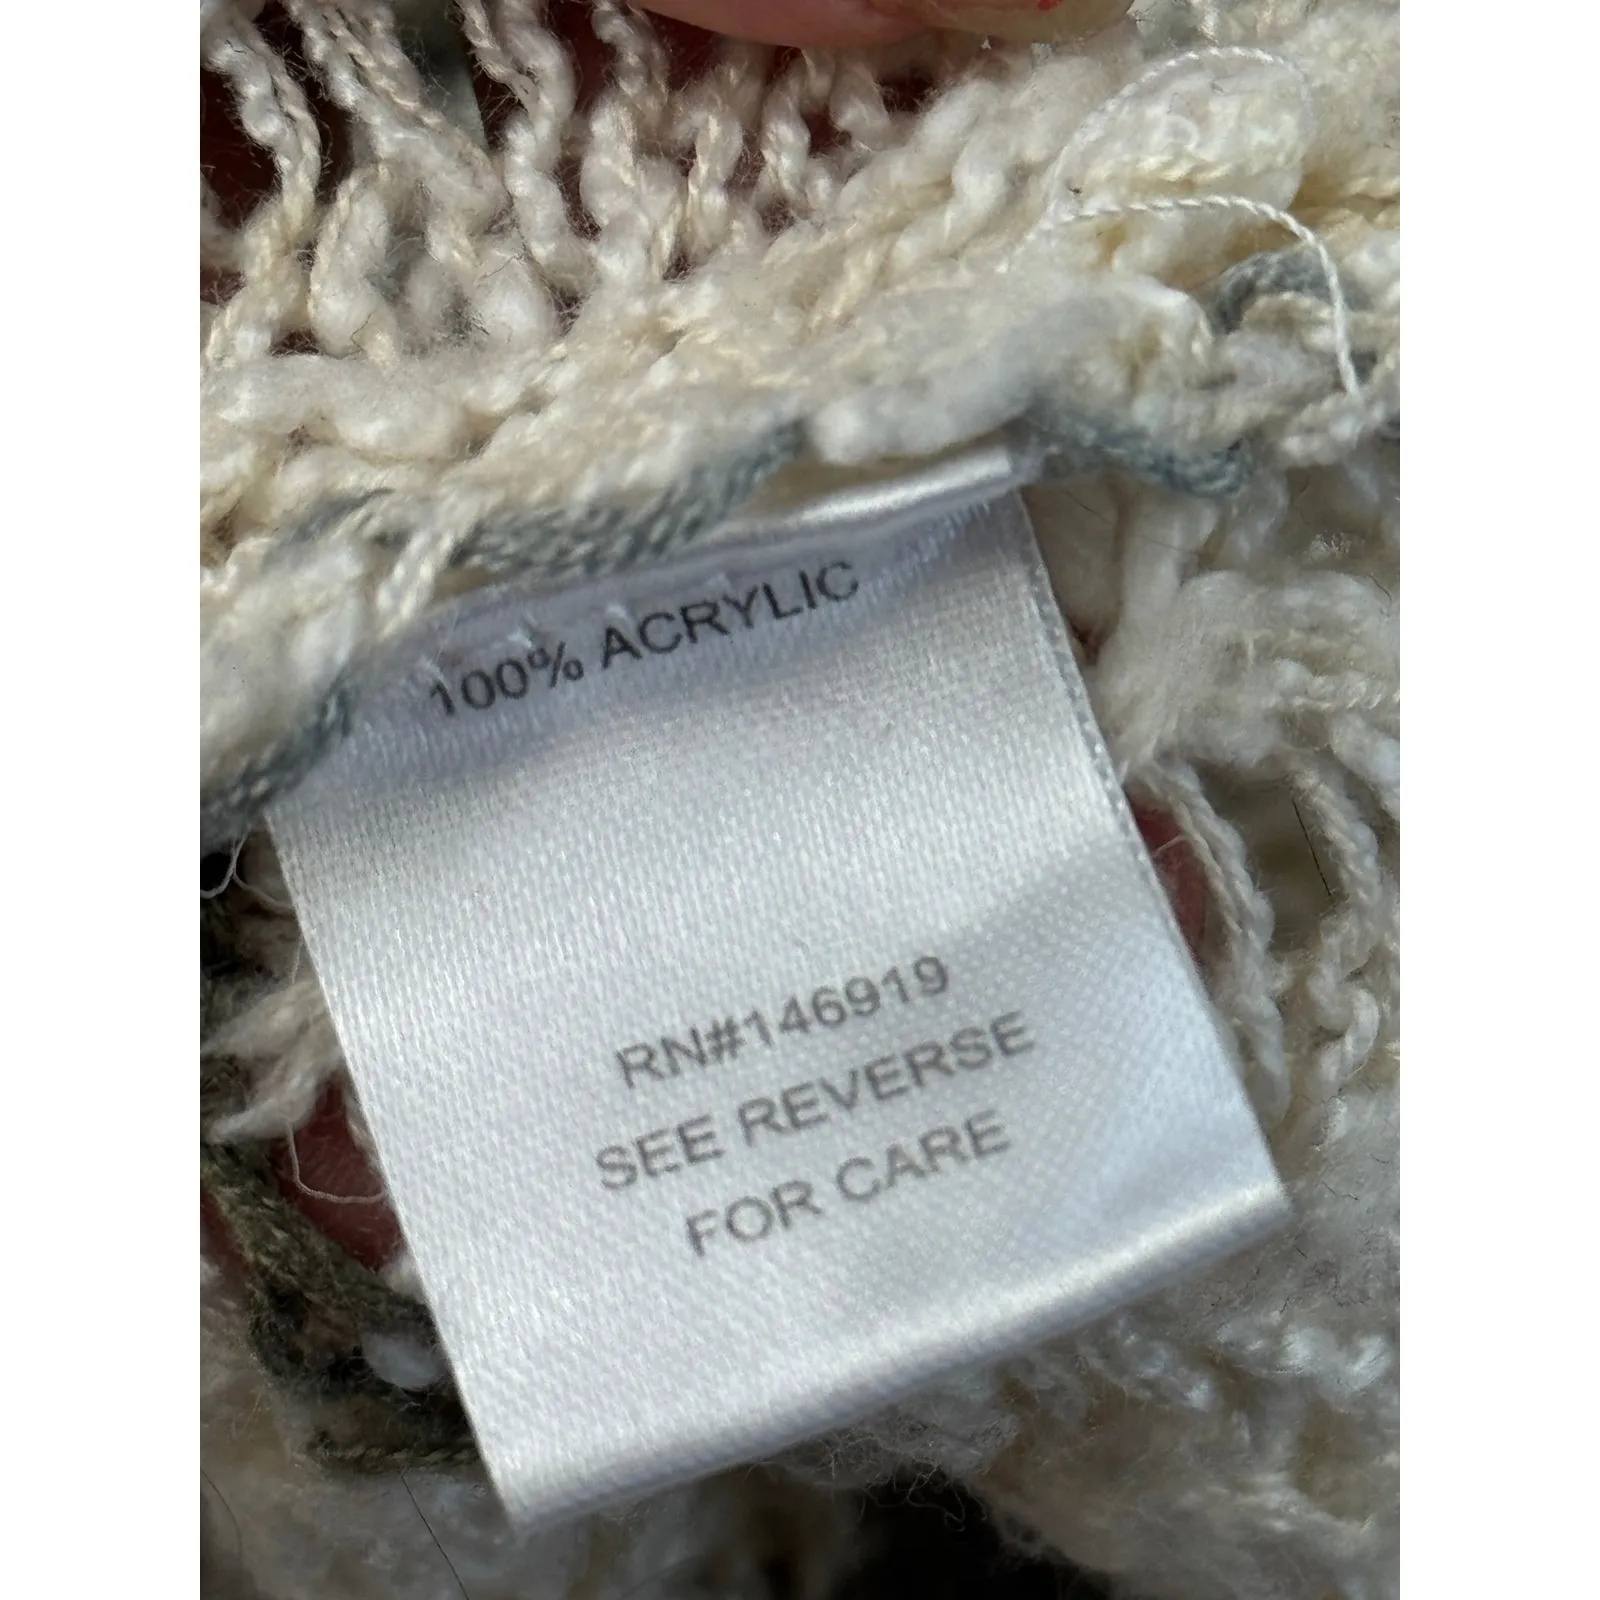 100% ACRYLIC
RN#146919
SEE REVERSE
FOR CARE